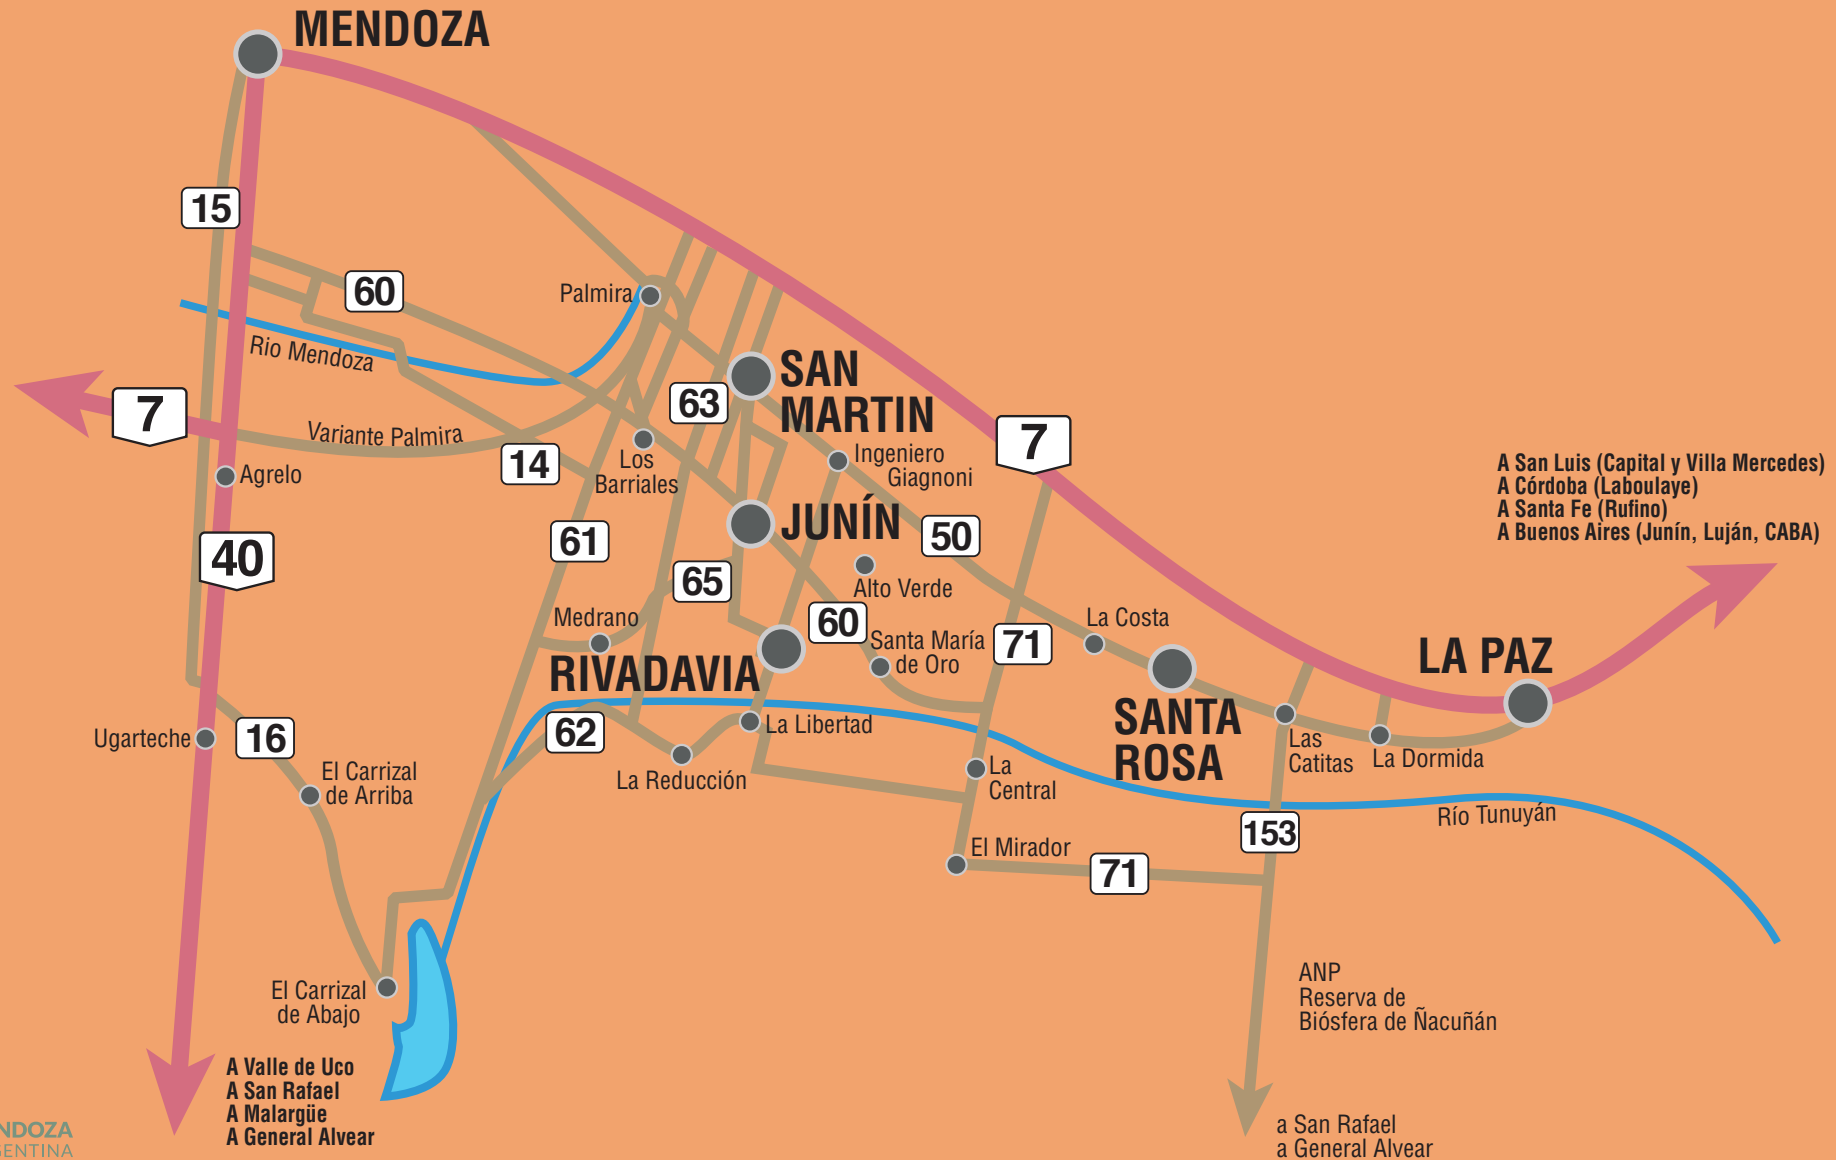 MENDOZA
15
60
Palmira
Rio Mendoza
SAN
MARTIN
63
7
7
Variante Palmira
14
Los
Barriales
Ingeniero
Giagnoni
A San Luis (Capital y Villa Mercedes)
A Córdoba (Laboulaye)
A Santa Fe (Rufino)
A Buenos Aires (Junín, Luján, CABA)
Agrelo
40
61
JUNÍN
50
65
Alto Verde
Medrano
60
Santa María
de Oro
71
La Costa
RIVADAVIA
LA PAZ
62
La Libertad
SANTA
ROSA
Las
Catitas
La Dormida
Ugarteche
16
El Carrizal
de Arriba
La Reducción
La
Central
Río Tunuyán
153
El Mirador
71
El Carrizal
de Abajo
ANP
Reserva de
Biósfera de Ñacuñán
A Valle de Uco
A San Rafael
A Malargüe
A General Alvear
a San Rafael
a General Alvear